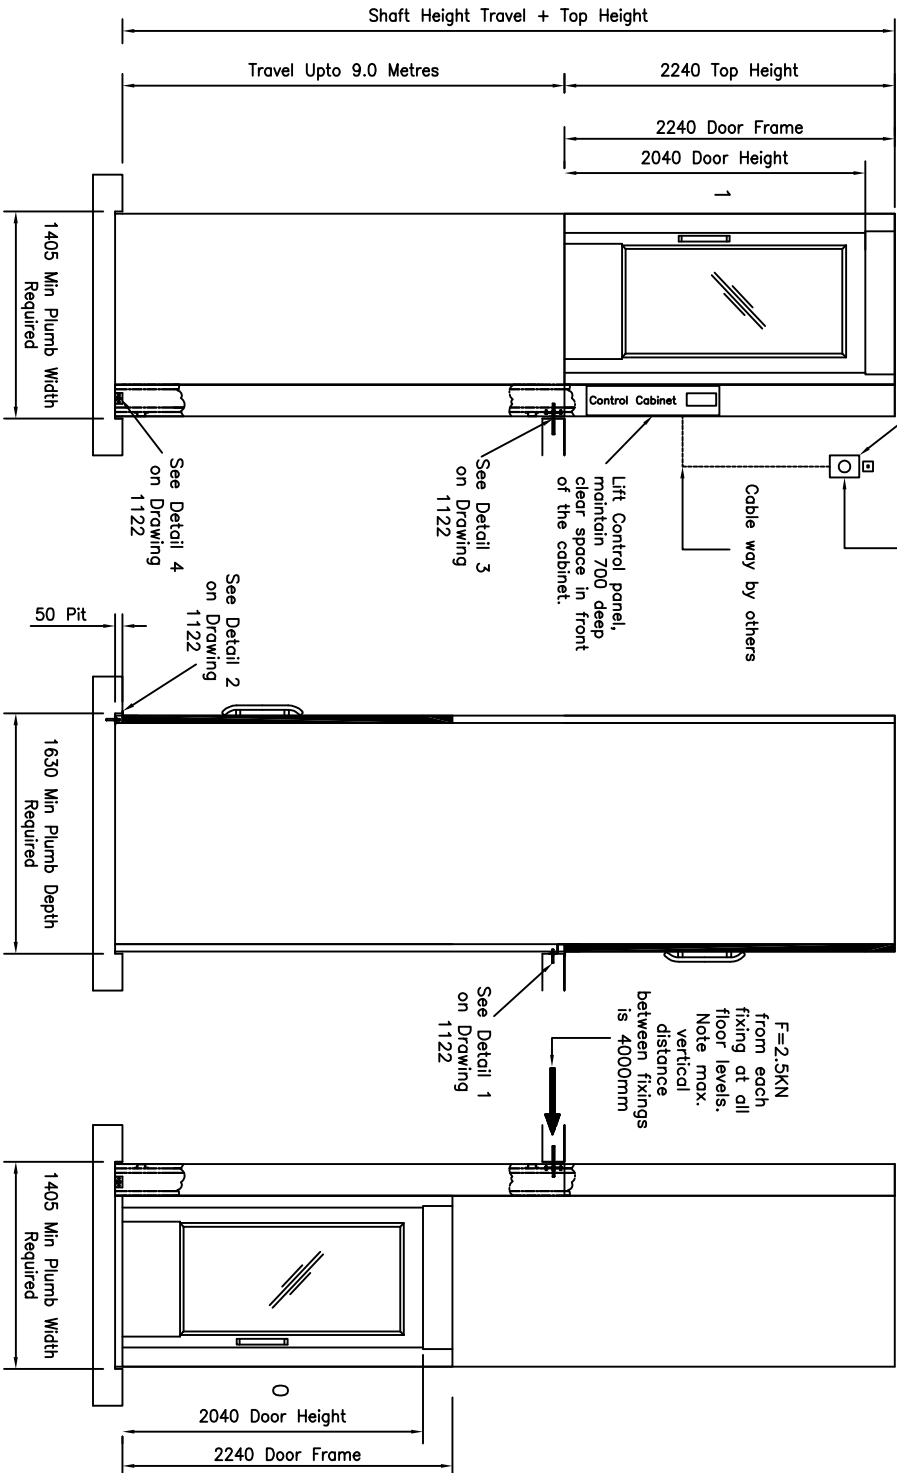 Shaft Height Travel + Top Height
Travel Upto 9.0 Metres
2240 Top Height
2240 Door Frame
2040 Door Height
1
1405 Min Plumb Width
Required
Control Cabinet
See Detail 4
on Drawing
1122
See Detail 3
on Drawing
1122
Lift Control panel,
maintain 700 deep
clear space in front
of the cabinet.
Cable way by others
50 Pit
See Detail 2
on Drawing
1122
1630 Min Plumb Depth
Required
See Detail 1
on Drawing
1122
F=2.5KN
from each
fixing at all
floor levels.
Note max.
vertical
distance
between fixings
is 4000mm
1405 Min Plumb Width
Required
0
2040 Door Height
2240 Door Frame